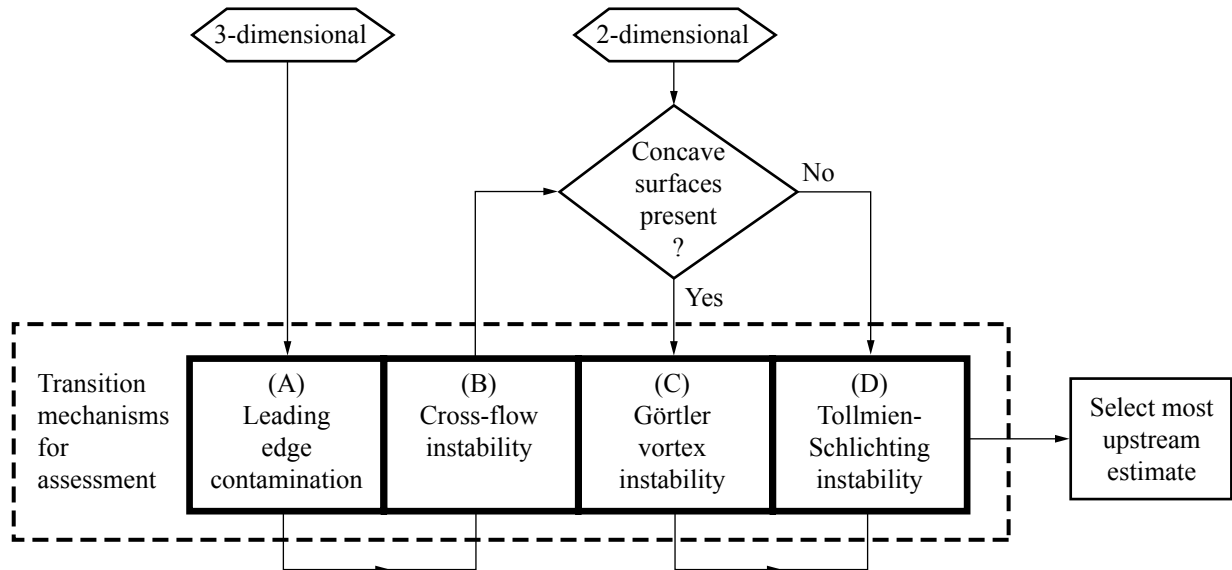 3-dimensional
2-dimensional
Concave
surfaces
present
?
No
Yes
Transition
mechanisms
for
assessment
(A)
Leading
edge
contamination
(B)
Cross-flow
instability
(C)
Görtler
vortex
instability
(D)
Tollmien-
Schlichting
instability
Select most
upstream
estimate